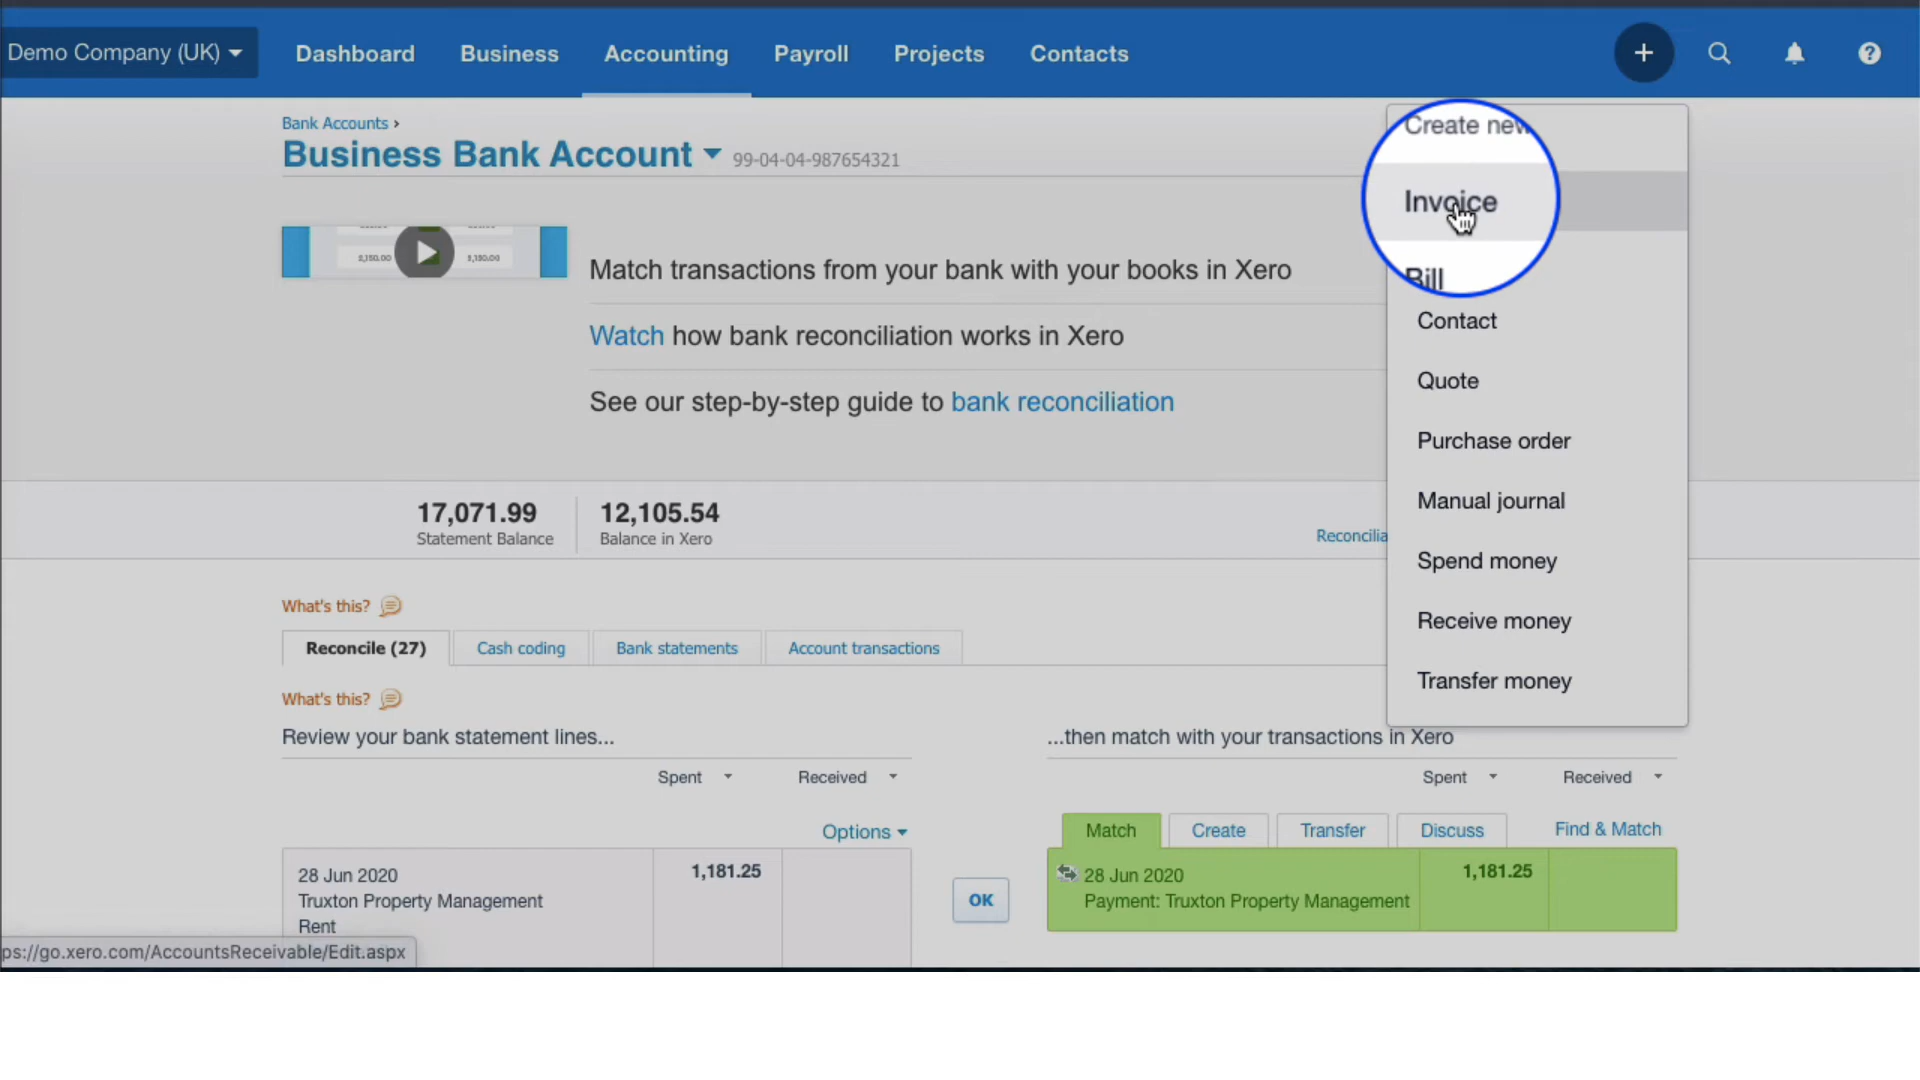 Demo Company (UK)
Dashboard
Business
Accounting
Payroll
Projects
Contacts
Bank Accounts ›
Business Bank Account
99-04-04-987654321
Create new
Invoice
Bill
Contact
Quote
Purchase order
Manual journal
Spend money
Receive money
Transfer money
Match transactions from your bank with your books in Xero
Watch how bank reconciliation works in Xero
See our step-by-step guide to bank reconciliation
17,071.99
Statement Balance
12,105.54
Balance in Xero
Reconcilia
What's this?
Reconcile (27)
Cash coding
Bank statements
Account transactions
What's this?
Review your bank statement lines...
...then match with your transactions in Xero
Spent
Received
Spent
Received
Options
Match
Create
Transfer
Discuss
Find & Match
28 Jun 2020
Truxton Property Management
Rent
1,181.25
OK
28 Jun 2020
Payment: Truxton Property Management
1,181.25
ps://go.xero.com/AccountsReceivable/Edit.aspx